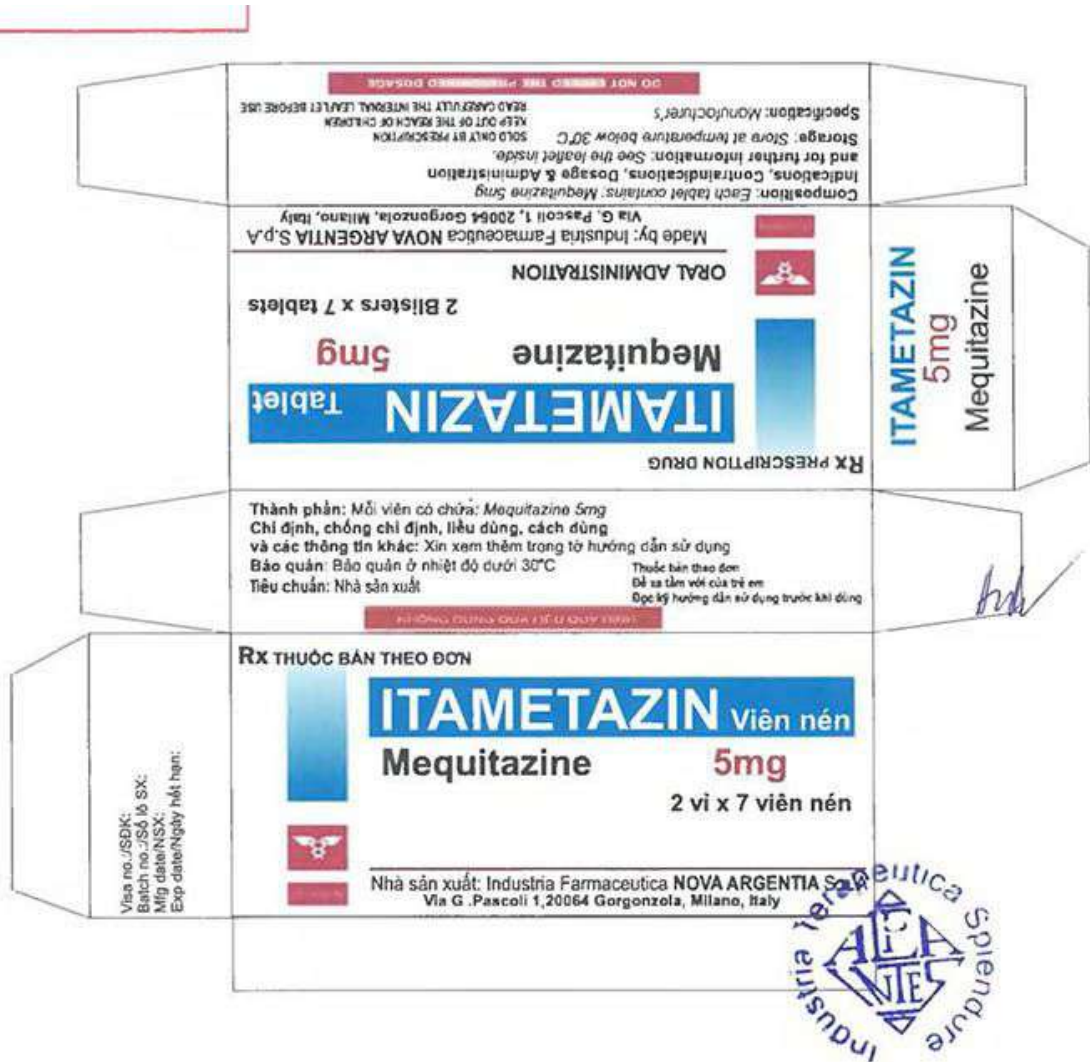 DO NOT EXCEED THE PRESCRIBED DOSAGE
Composition: Each tablet contains: Mequitazine 5mg
Indications, Contraindications, Dosage & Administration
and for further information: See the leaflet inside.
Storage: Store at temperature below 30°C
Specification: Manufacturer's
SOLD ONLY BY PRESCRIPTION
KEEP OUT OF THE REACH OF CHILDREN
READ CAREFULLY THE INTERNAL LEAFLET BEFORE USE
Rx PRESCRIPTION DRUG
ITAMETAZIN Tablet
Mequitazine 5mg
2 Blisters x 7 tablets
ORAL ADMINISTRATION
Made by: Industria Farmaceutica NOVA ARGENTIA S.p.A
Via G. Pascoli 1, 20064 Gorgonzola, Milano, Italy
ITAMETAZIN
5mg
Mequitazine
Thành phần: Mỗi viên có chứa: Mequitazine 5mg
Chỉ định, chống chỉ định, liều dùng, cách dùng
và các thông tin khác: Xin xem thêm trong tờ hướng dẫn sử dụng
Bảo quản: Bảo quản ở nhiệt độ dưới 30°C
Tiêu chuẩn: Nhà sản xuất
Thuốc bán theo đơn
Để xa tầm với của trẻ em
Đọc kỹ hướng dẫn sử dụng trước khi dùng
Rx THUỐC BÁN THEO ĐƠN
ITAMETAZIN Viên nén
Mequitazine 5mg
2 vỉ x 7 viên nén
Nhà sản xuất: Industria Farmaceutica NOVA ARGENTIA
Via G .Pascoli 1,20064 Gorgonzola, Milano, Italy
Visa no.:/SĐK:
Batch no.:/Số lô SX:
Mfg date/NSX:
Exp date/Ngày hết hạn:
Industria Terapeutica Splendore